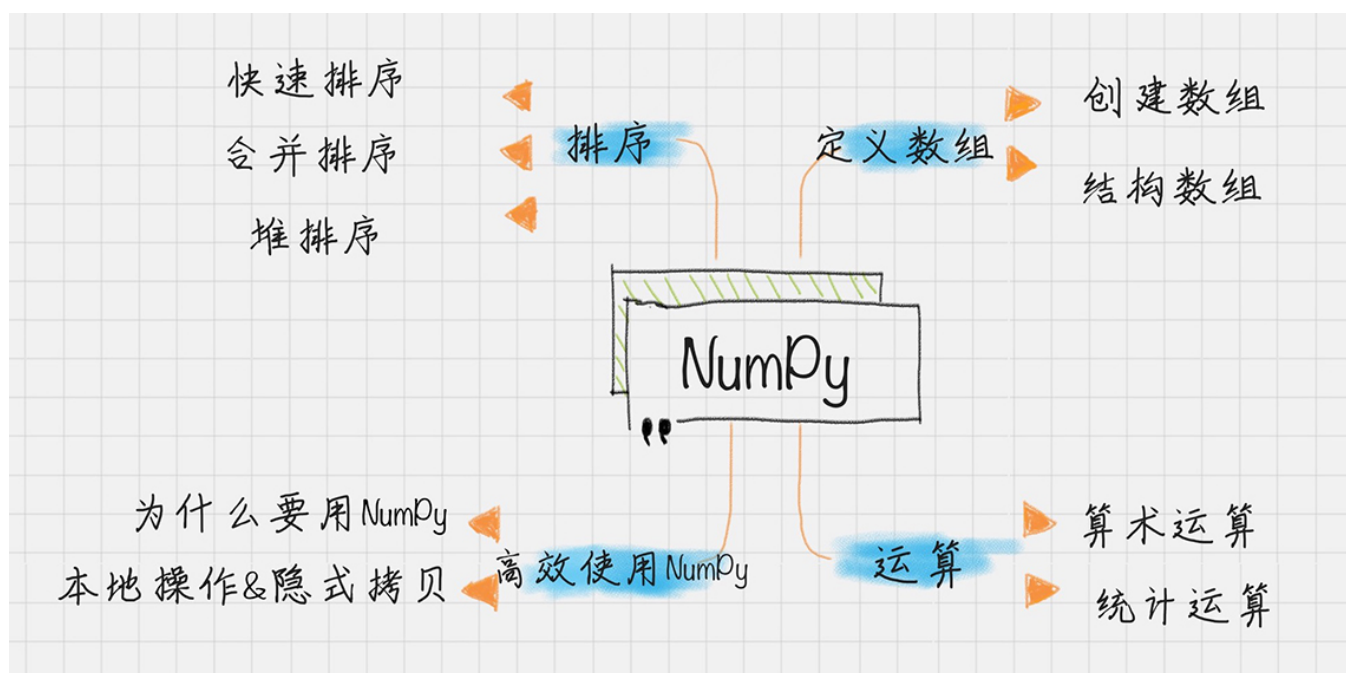 快速排序
合并排序
堆排序
排序
定义数组
创建数组
结构数组
NumPy
为什么要用NumPy
本地操作&隐式拷贝
高效使用NumPy
运算
算术运算
统计运算